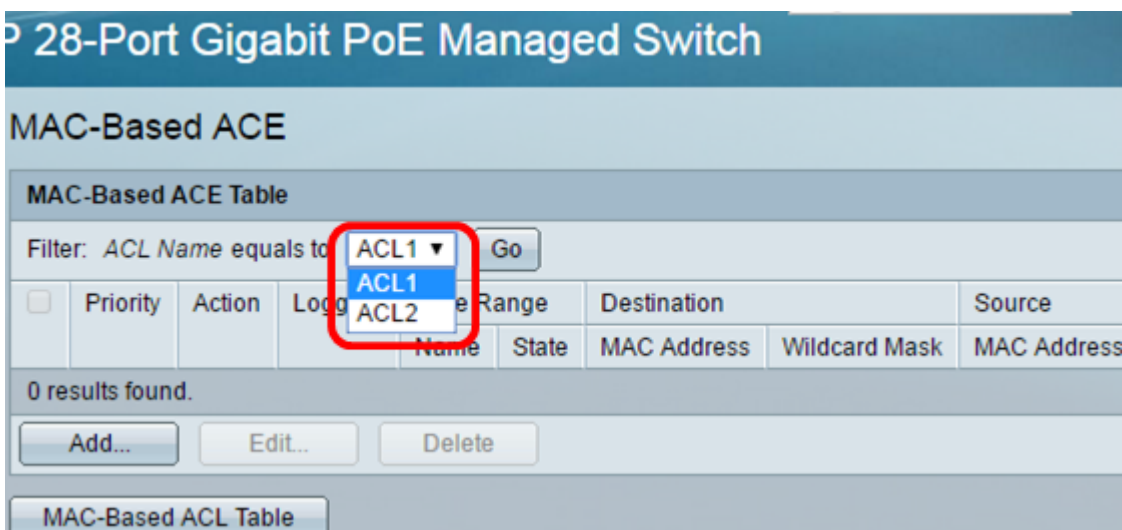 P 28-Port Gigabit PoE Managed Switch
MAC-Based ACE
MAC-Based ACE Table
Filter: ACL Name equals to ACL1 ▼ Go
ACL1
ACL2
Priority Action Range Destination Source
Name State MAC Address Wildcard Mask MAC Address
0 results found.
Add... Edit... Delete
MAC-Based ACL Table